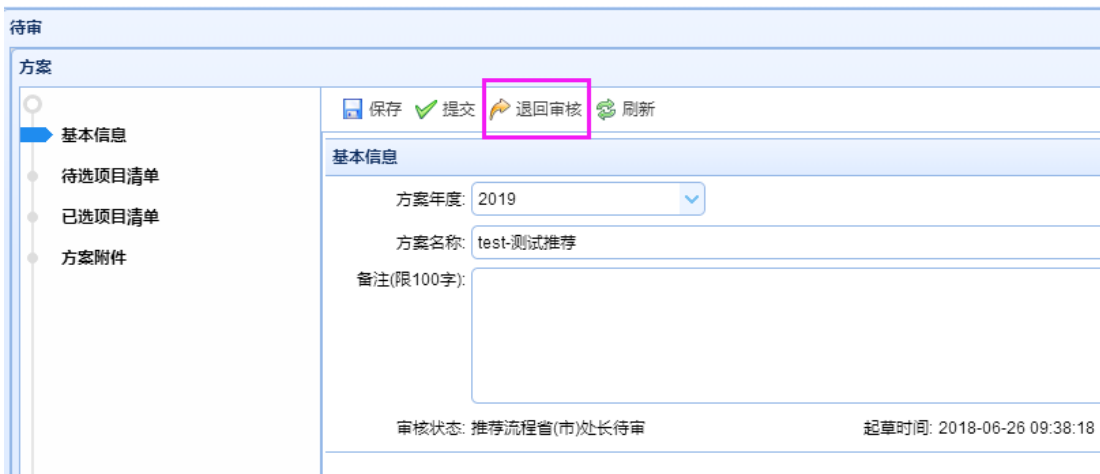 待审
方案
基本信息
待选项目清单
已选项目清单
方案附件
保存 提交 退回审核 刷新
基本信息
方案年度: 2019
方案名称: test-测试推荐
备注(限100字):
审核状态: 推荐流程省(市)处长待审 起草时间: 2018-06-26 09:38:18